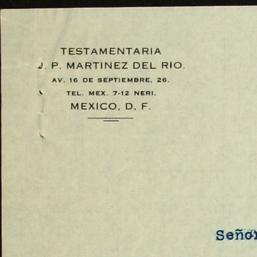 TESTAMENTARIA
J. P. MARTINEZ DEL RIO.
AV. 16 DE SEPTIEMBRE, 26.
TEL. MEX. 7-12 NERI.
MEXICO, D. F.
Señor